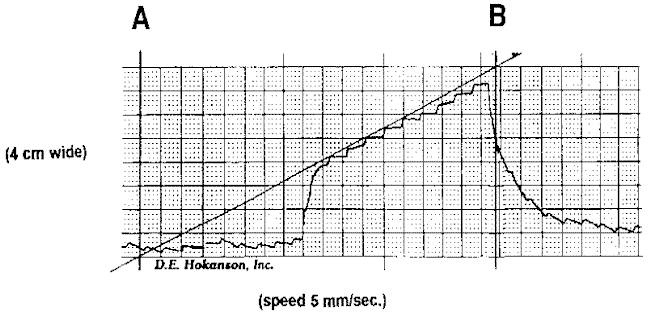 A B
(4 cm wide)
D.E. Hokanson, Inc.
(speed 5 mm/sec.)